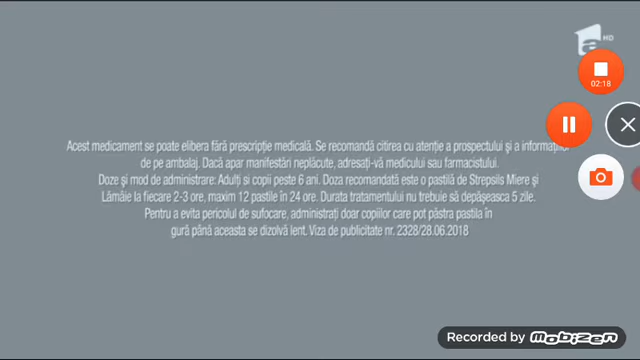 HD
02:18
Acest medicament se poate elibera fără prescripție medicală. Se recomandă citirea cu atenție a prospectului și a informațiilor
de pe ambalaj. Dacă apar manifestări neplăcute, adresați-vă medicului sau farmacistului.
Doze și mod de administrare: Adulți si copii peste 6 ani. Doza recomandată este o pastilă de Strepsils Miere și
Lămâie la fiecare 2-3 ore, maxim 12 pastile în 24 ore. Durata tratamentului nu trebuie să depășeasca 5 zile.
Pentru a evita pericolul de sufocare, administrați doar copiilor care pot păstra pastila în
gură până aceasta se dizolvă lent. Viza de publicitate nr. 2328/28.06.2018
Recorded by mobizen